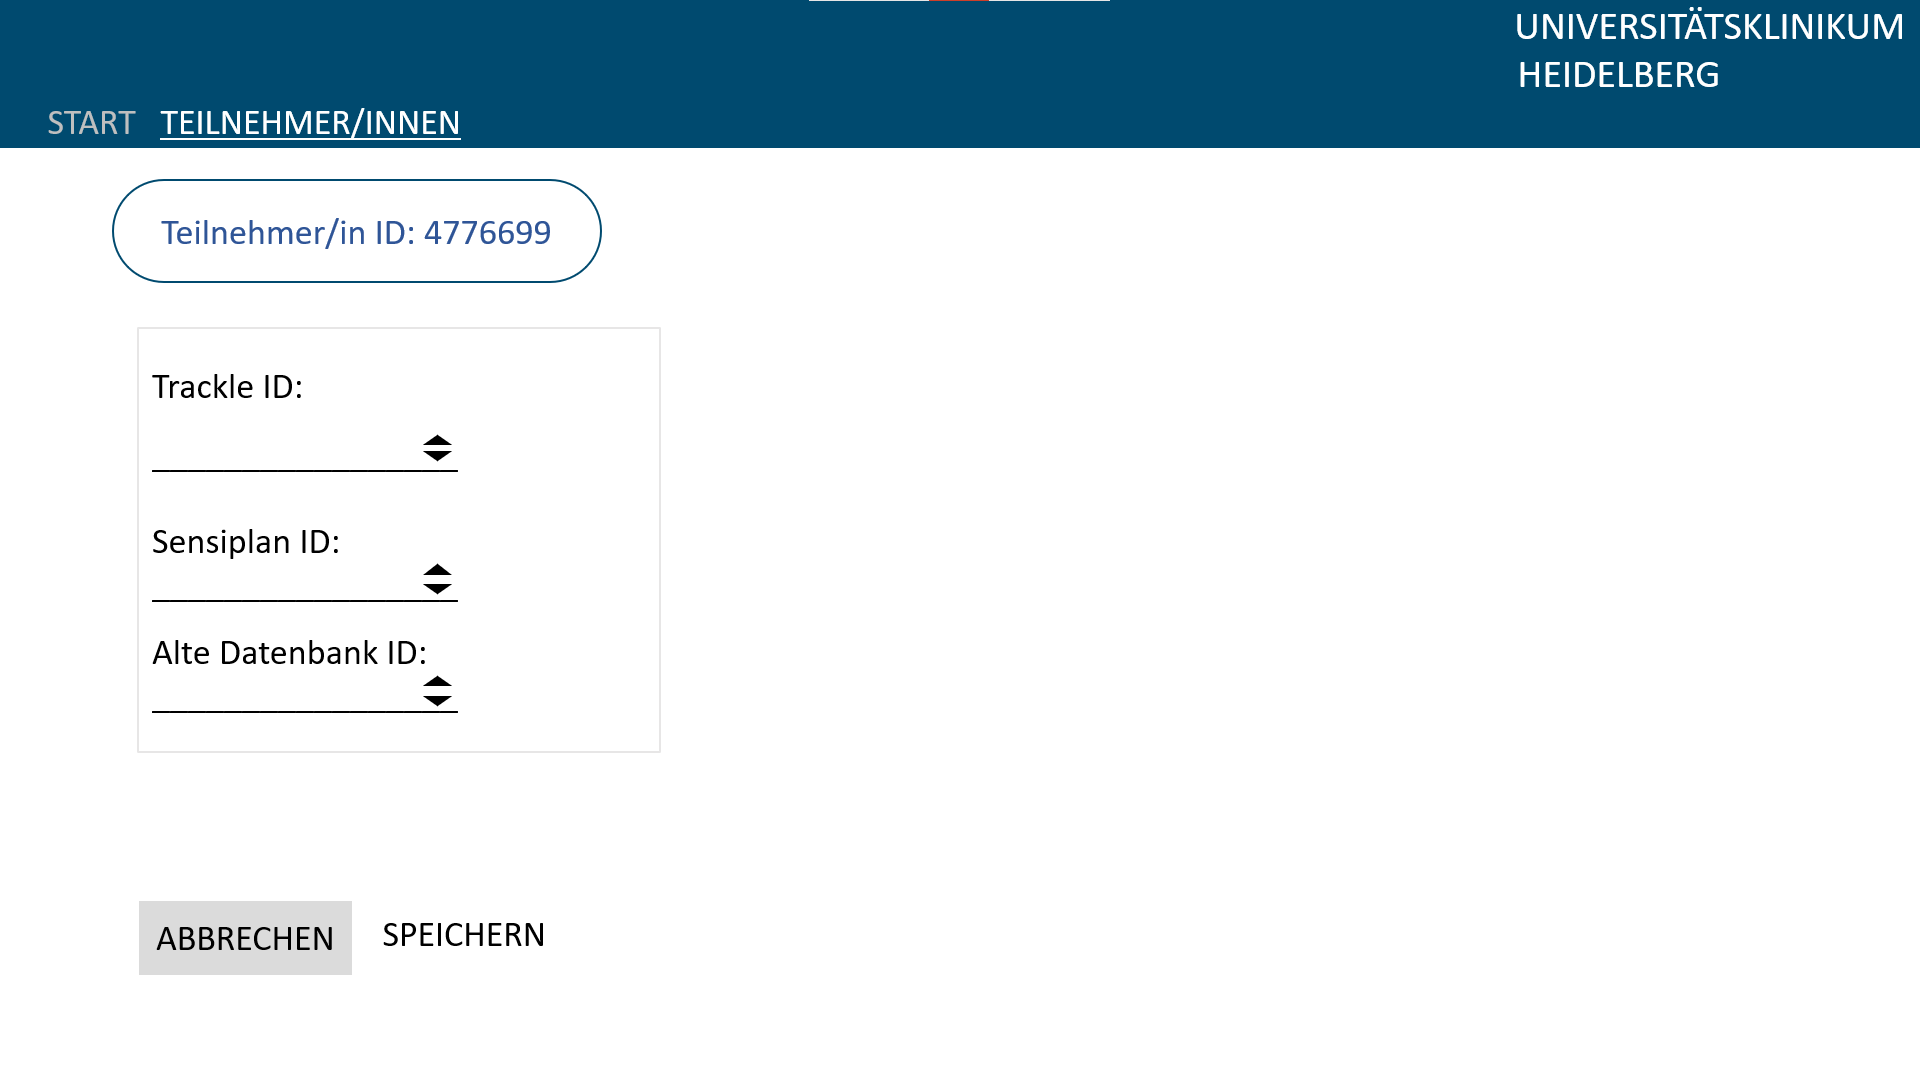 UNIVERSITÄTSKLINIKUM
HEIDELBERG
START TEILNEHMER/INNEN
Teilnehmer/in ID: 4776699
Trackle ID:
Sensiplan ID:
Alte Datenbank ID:
ABBRECHEN SPEICHERN